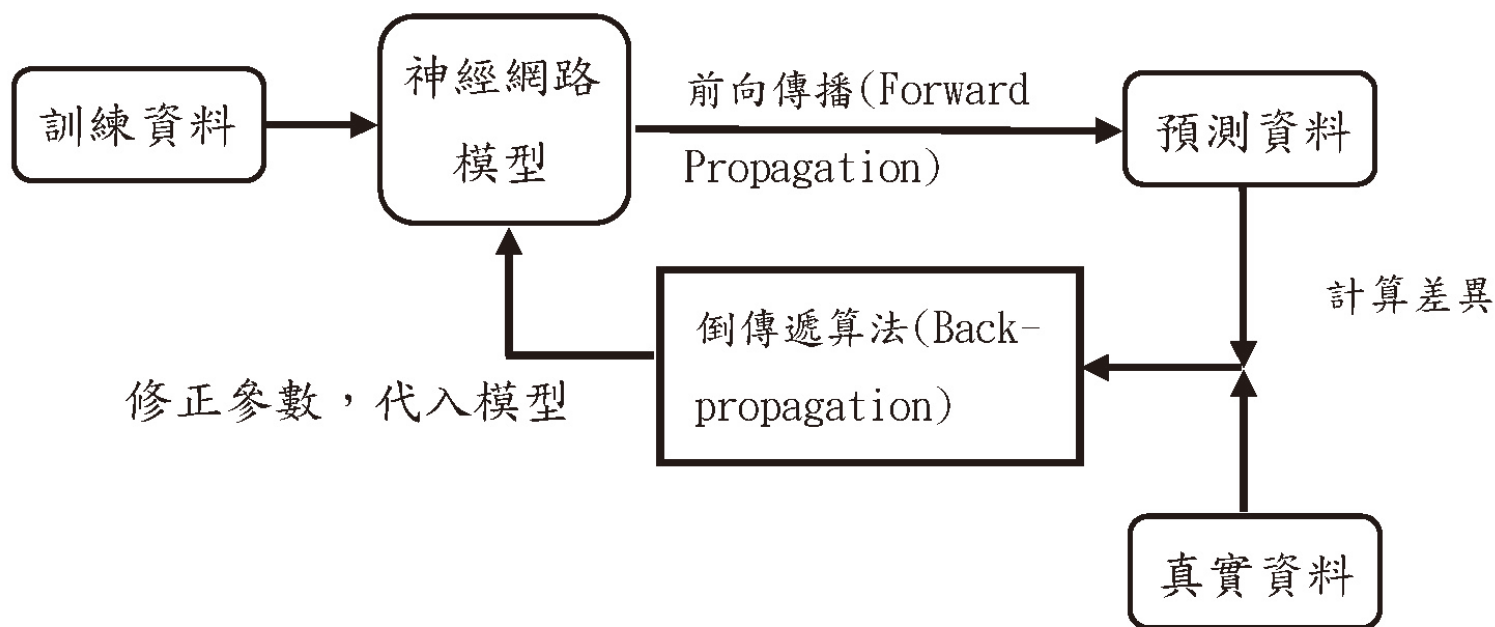 訓練資料
神經網路
模型
前向傳播(Forward
Propagation)
預測資料
計算差異
倒傳遞算法(Back-
propagation)
修正參數，代入模型
真實資料